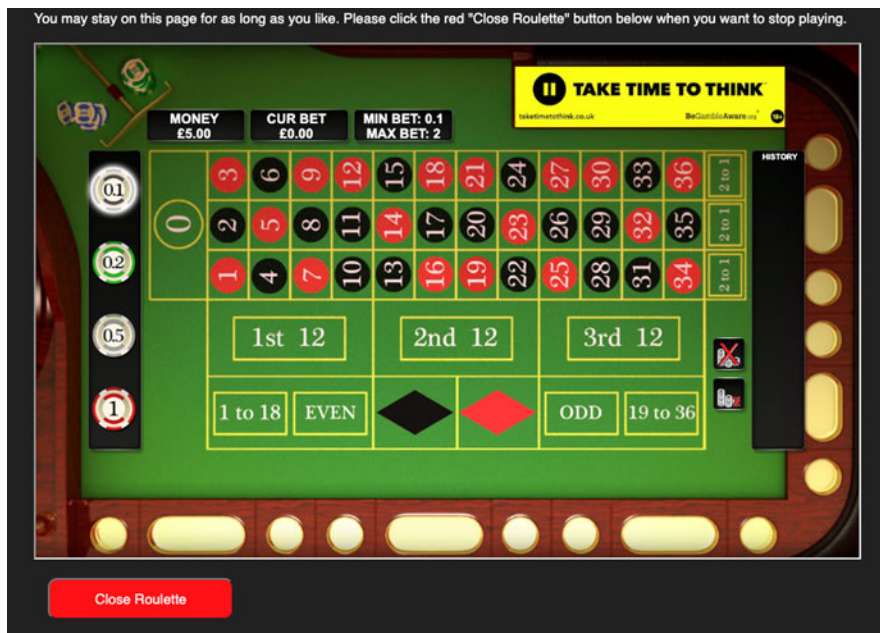 You may stay on this page for as long as you like. Please click the red "Close Roulette" button below when you want to stop playing.
TAKE TIME TO THINK
taketimetothink.co.uk BeGambleAware.org 18+
MONEY
£5.00
CUR BET
£0.00
MIN BET: 0.1
MAX BET: 2
HISTORY
0.1
0.2
0.5
1
0
3 6 9 12 15 18 21 24 27 30 33 36 2 to 1
2 5 8 11 14 17 20 23 26 29 32 35 2 to 1
1 4 7 10 13 16 19 22 25 28 31 34 2 to 1
1st 12 2nd 12 3rd 12
1 to 18 EVEN ODD 19 to 36
Close Roulette